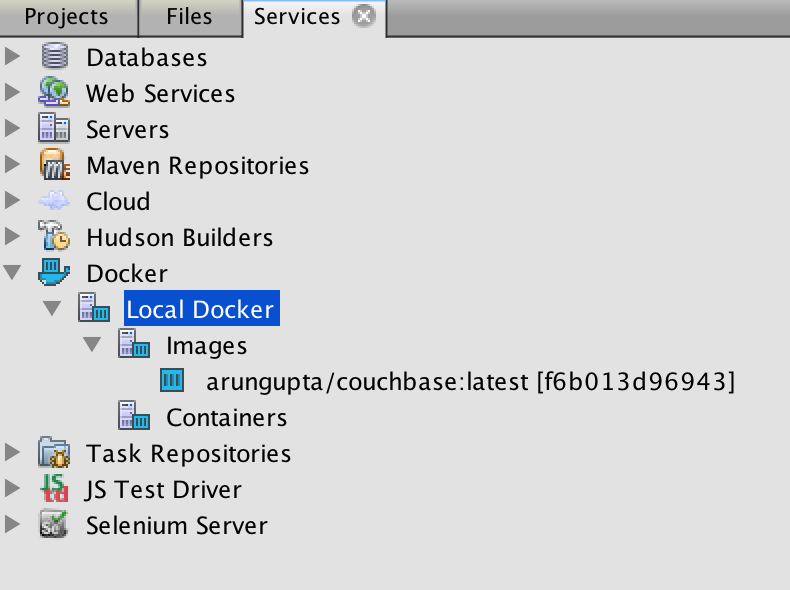 Projects Files Services
Databases
Web Services
Servers
Maven Repositories
Cloud
Hudson Builders
Docker
Local Docker
Images
arungupta/couchbase:latest [f6b013d96943]
Containers
Task Repositories
JS Test Driver
Selenium Server